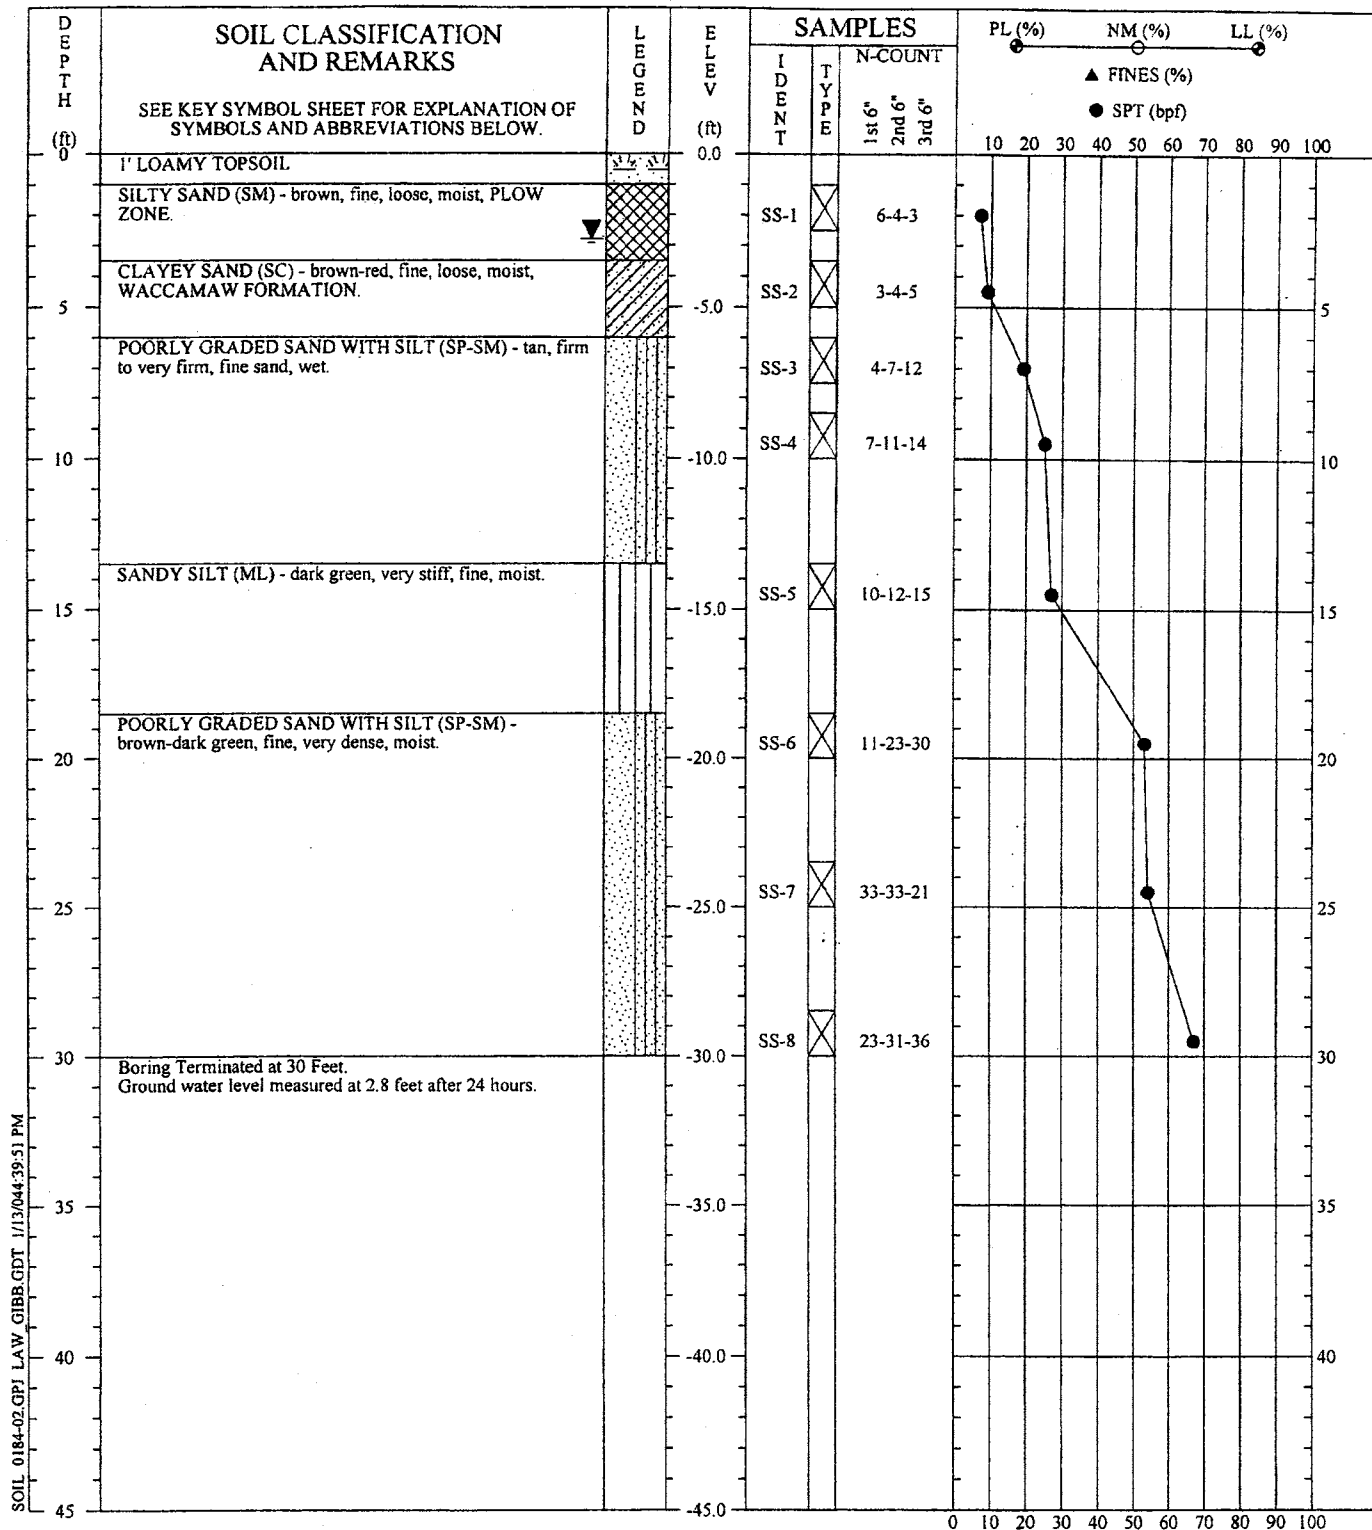 DEPTH (ft)
SOIL CLASSIFICATION
AND REMARKS
SEE KEY SYMBOL SHEET FOR EXPLANATION OF
SYMBOLS AND ABBREVIATIONS BELOW.
LEGEND
ELEV (ft)
SAMPLES
IDENT
TYPE
N-COUNT
1st 6"
2nd 6"
3rd 6"
PL (%) NM (%) LL (%)
▲ FINES (%)
● SPT (bpf)
10 20 30 40 50 60 70 80 90 100
0 0.0
1' LOAMY TOPSOIL
SILTY SAND (SM) - brown, fine, loose, moist, PLOW
ZONE.
SS-1 6-4-3
CLAYEY SAND (SC) - brown-red, fine, loose, moist,
WACCAMAW FORMATION.
SS-2 3-4-5
5 -5.0 5
POORLY GRADED SAND WITH SILT (SP-SM) - tan, firm
to very firm, fine sand, wet.
SS-3 4-7-12
SS-4 7-11-14
10 -10.0 10
SANDY SILT (ML) - dark green, very stiff, fine, moist.
SS-5 10-12-15
15 -15.0 15
POORLY GRADED SAND WITH SILT (SP-SM) -
brown-dark green, fine, very dense, moist.
SS-6 11-23-30
20 -20.0 20
SS-7 33-33-21
25 -25.0 25
SS-8 23-31-36
30 -30.0 30
Boring Terminated at 30 Feet.
Ground water level measured at 2.8 feet after 24 hours.
35 -35.0 35
40 -40.0 40
45 -45.0
0 10 20 30 40 50 60 70 80 90 100
SOIL 0184-02.GPJ LAW_GIBB.GDT 1/13/044:39:51 PM